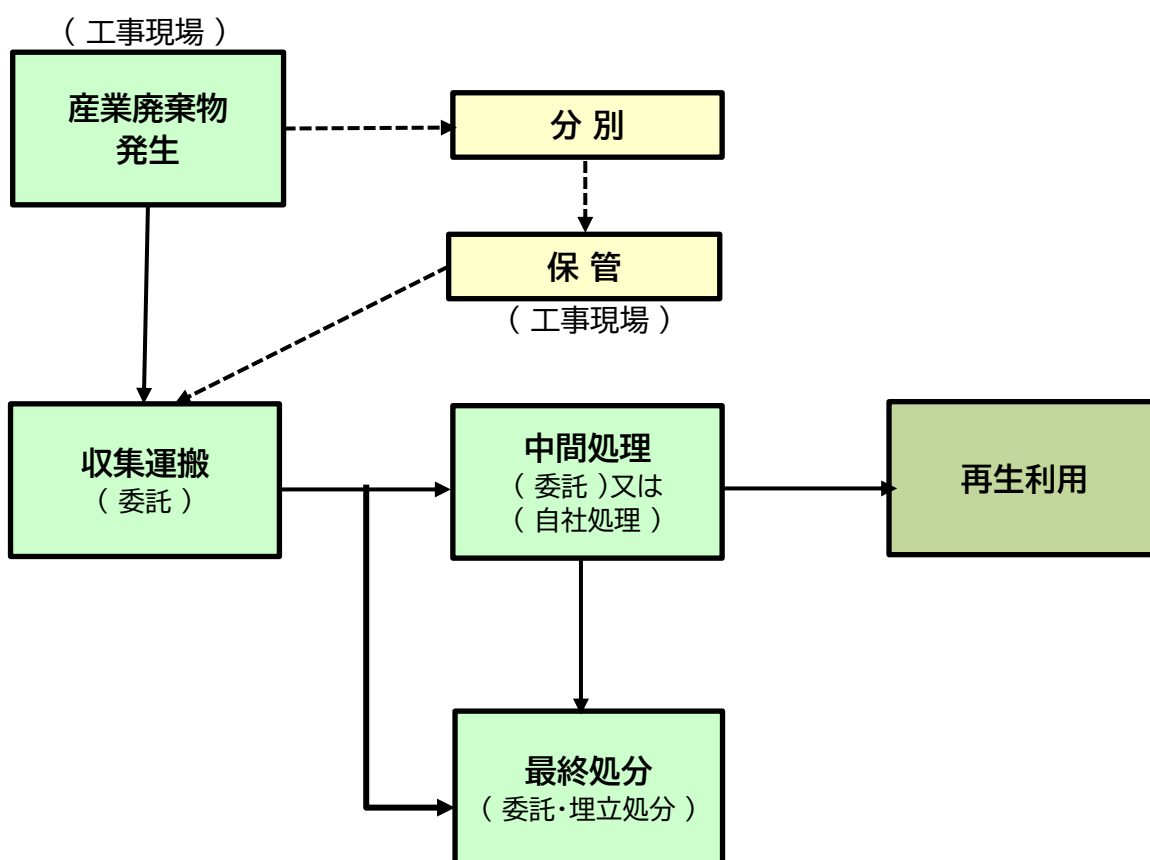 （ 工事現場 ）
産業廃棄物
発生
分 別
保 管
（ 工事現場 ）
収集運搬
（ 委託 ）
中間処理
（ 委託 ）又は
（ 自社処理 ）
再生利用
最終処分
（ 委託･埋立処分 ）